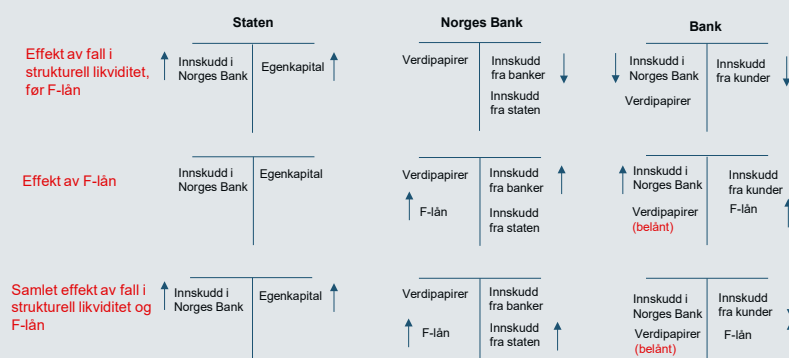 Staten
Norges Bank
Bank
Effekt av fall i
strukturell likviditet,
før F-lån
Innskudd i
Norges Bank
Egenkapital
Verdipapirer
Innskudd
fra banker
Innskudd
fra staten
Innskudd i
Norges Bank
Verdipapirer
Innskudd
fra kunder
Effekt av F-lån
Innskudd i
Norges Bank
Egenkapital
Verdipapirer
F-lån
Innskudd
fra banker
Innskudd
fra staten
Innskudd i
Norges Bank
Verdipapirer
(belånt)
Innskudd
fra kunder
F-lån
Samlet effekt av fall i
strukturell likviditet og
F-lån
Innskudd i
Norges Bank
Egenkapital
Verdipapirer
F-lån
Innskudd
fra banker
Innskudd
fra staten
Innskudd i
Norges Bank
Verdipapirer
(belånt)
Innskudd
fra kunder
F-lån